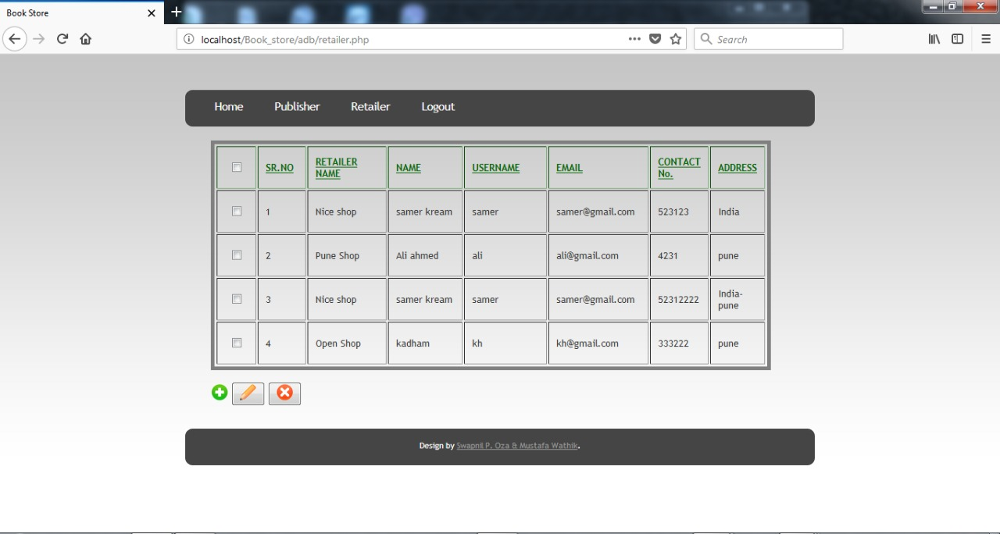 Book Store
localhost/Book_store/adb/retailer.php
Search
Home Publisher Retailer Logout
SR.NO RETAILER NAME NAME USERNAME EMAIL CONTACT No. ADDRESS
1 Nice shop samer kream samer samer@gmail.com 523123 India
2 Pune Shop Ali ahmed ali ali@gmail.com 4231 pune
3 Nice shop samer kream samer samer@gmail.com 52312222 India-pune
4 Open Shop kadham kh kh@gmail.com 333222 pune
Design by Swapnil P. Oza & Mustafa Wathik.